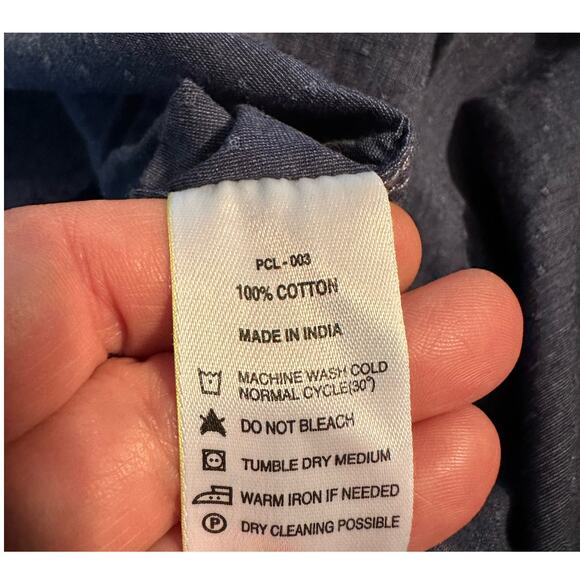 PCL-003
100% COTTON
MADE IN INDIA
MACHINE WASH COLD
NORMAL CYCLE(30°)
DO NOT BLEACH
TUMBLE DRY MEDIUM
WARM IRON IF NEEDED
P DRY CLEANING POSSIBLE